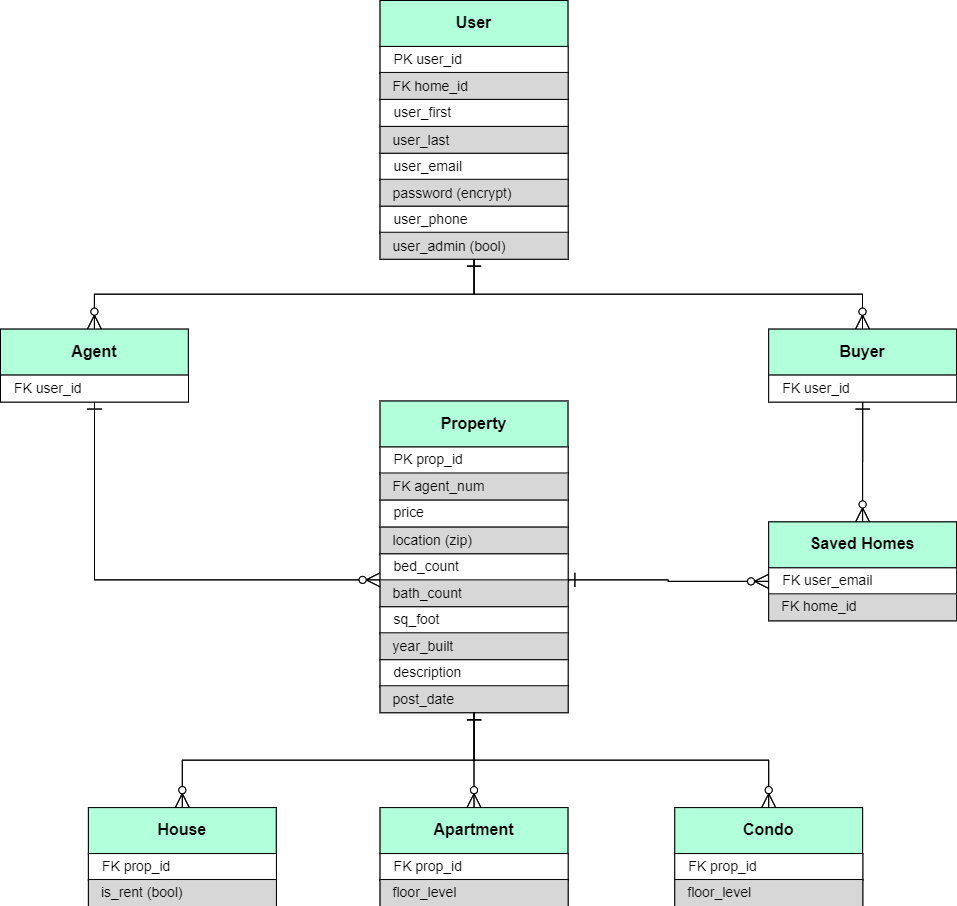 User
PK user_id
FK home_id
user_first
user_last
user_email
password (encrypt)
user_phone
user_admin (bool)
Agent
FK user_id
Buyer
FK user_id
Property
PK prop_id
FK agent_num
price
location (zip)
bed_count
bath_count
sq_foot
year_built
description
post_date
Saved Homes
FK user_email
FK home_id
House
FK prop_id
is_rent (bool)
Apartment
FK prop_id
floor_level
Condo
FK prop_id
floor_level